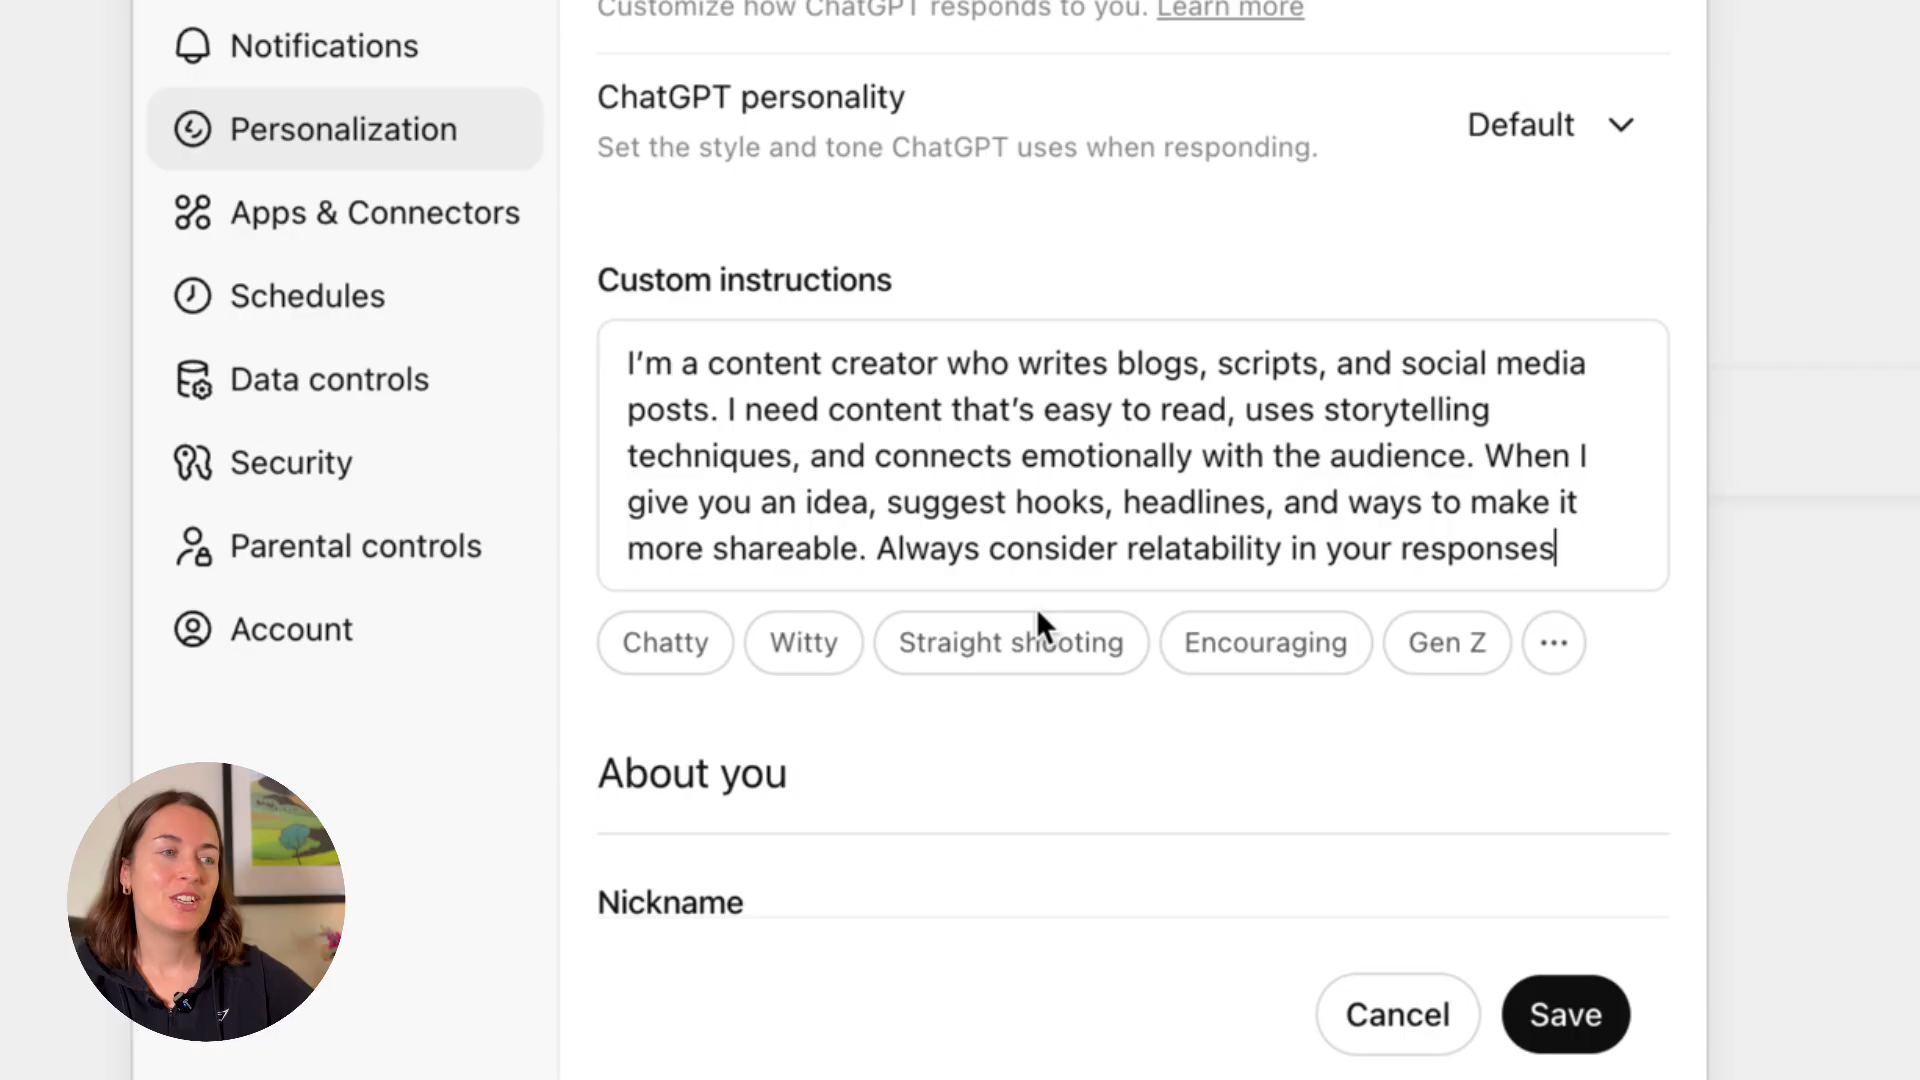 Customize how ChatGPT responds to you. Learn more
Notifications
Personalization
Apps & Connectors
Schedules
Data controls
Security
Parental controls
Account
ChatGPT personality
Set the style and tone ChatGPT uses when responding.
Default
Custom instructions
I’m a content creator who writes blogs, scripts, and social media
posts. I need content that’s easy to read, uses storytelling
techniques, and connects emotionally with the audience. When I
give you an idea, suggest hooks, headlines, and ways to make it
more shareable. Always consider relatability in your responses
Chatty
Witty
Straight shooting
Encouraging
Gen Z
About you
Nickname
Cancel
Save